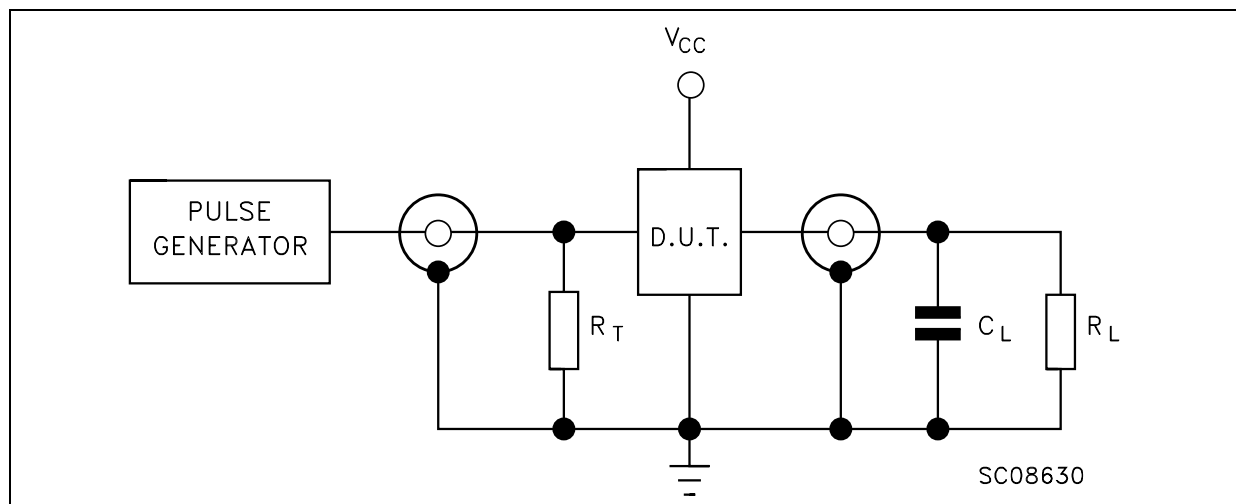 VCC
PULSE
GENERATOR
D.U.T.
RT
CL
RL
SC08630